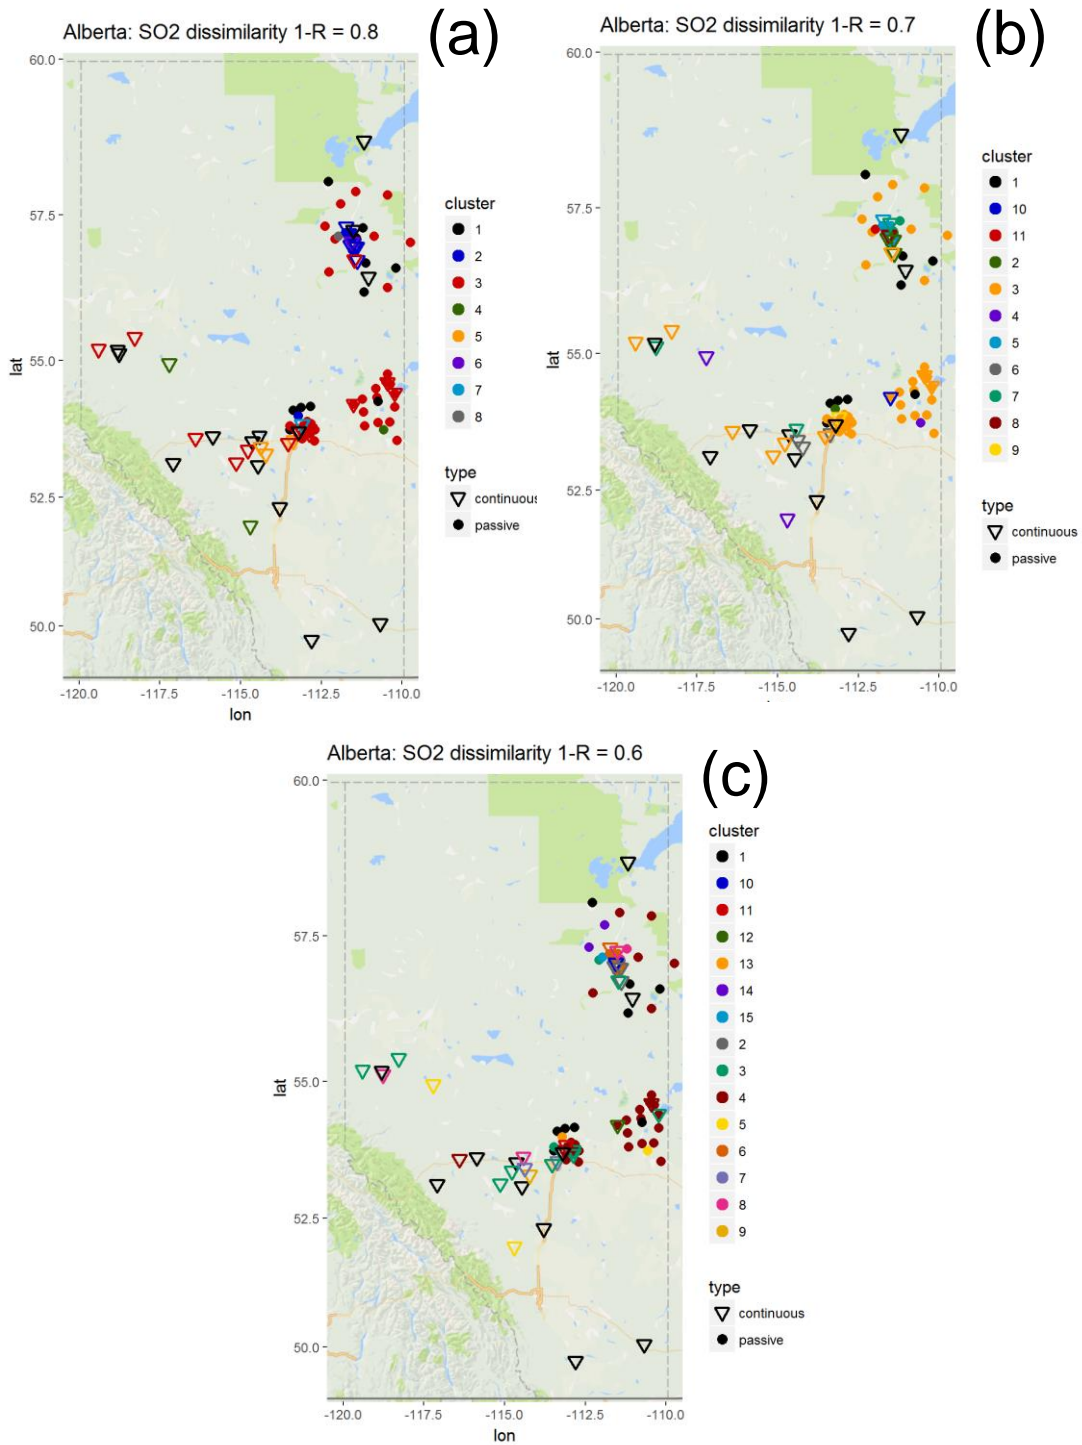 Alberta: SO2 dissimilarity 1-R = 0.8
(a)
60.0
57.5
55.0
52.5
50.0
lat
-120.0 -117.5 -115.0 -112.5 -110.0
lon
cluster
1
2
3
4
5
6
7
8
type
continuous
passive
Alberta: SO2 dissimilarity 1-R = 0.7
(b)
60.0
57.5
55.0
52.5
50.0
lat
-120.0 -117.5 -115.0 -112.5 -110.0
cluster
1
10
11
2
3
4
5
6
7
8
9
type
continuous
passive
Alberta: SO2 dissimilarity 1-R = 0.6
(c)
60.0
57.5
55.0
52.5
50.0
lat
-120.0 -117.5 -115.0 -112.5 -110.0
lon
cluster
1
10
11
12
13
14
15
2
3
4
5
6
7
8
9
type
continuous
passive